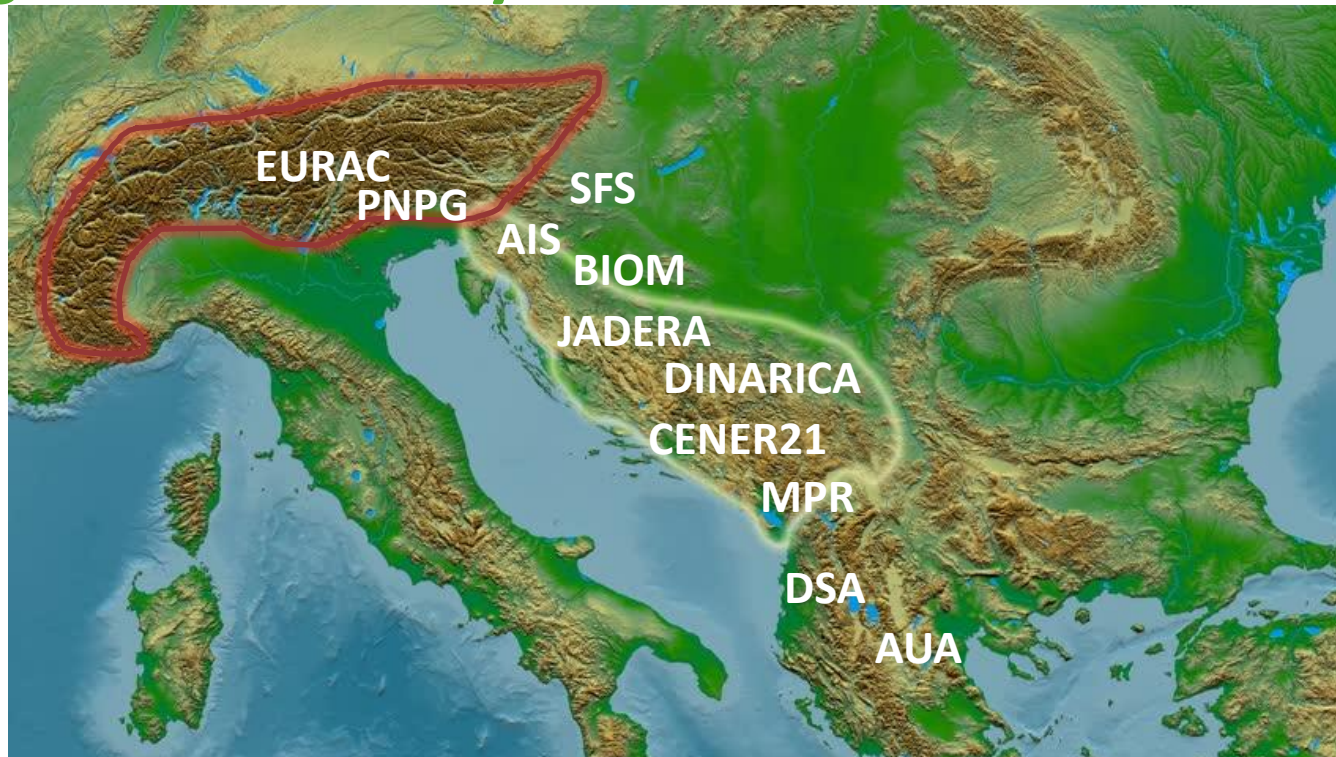 EURAC
SFS
PNPG
AIS
BIOM
JADERA
DINARICA
CENER21
MPR
DSA
AUA